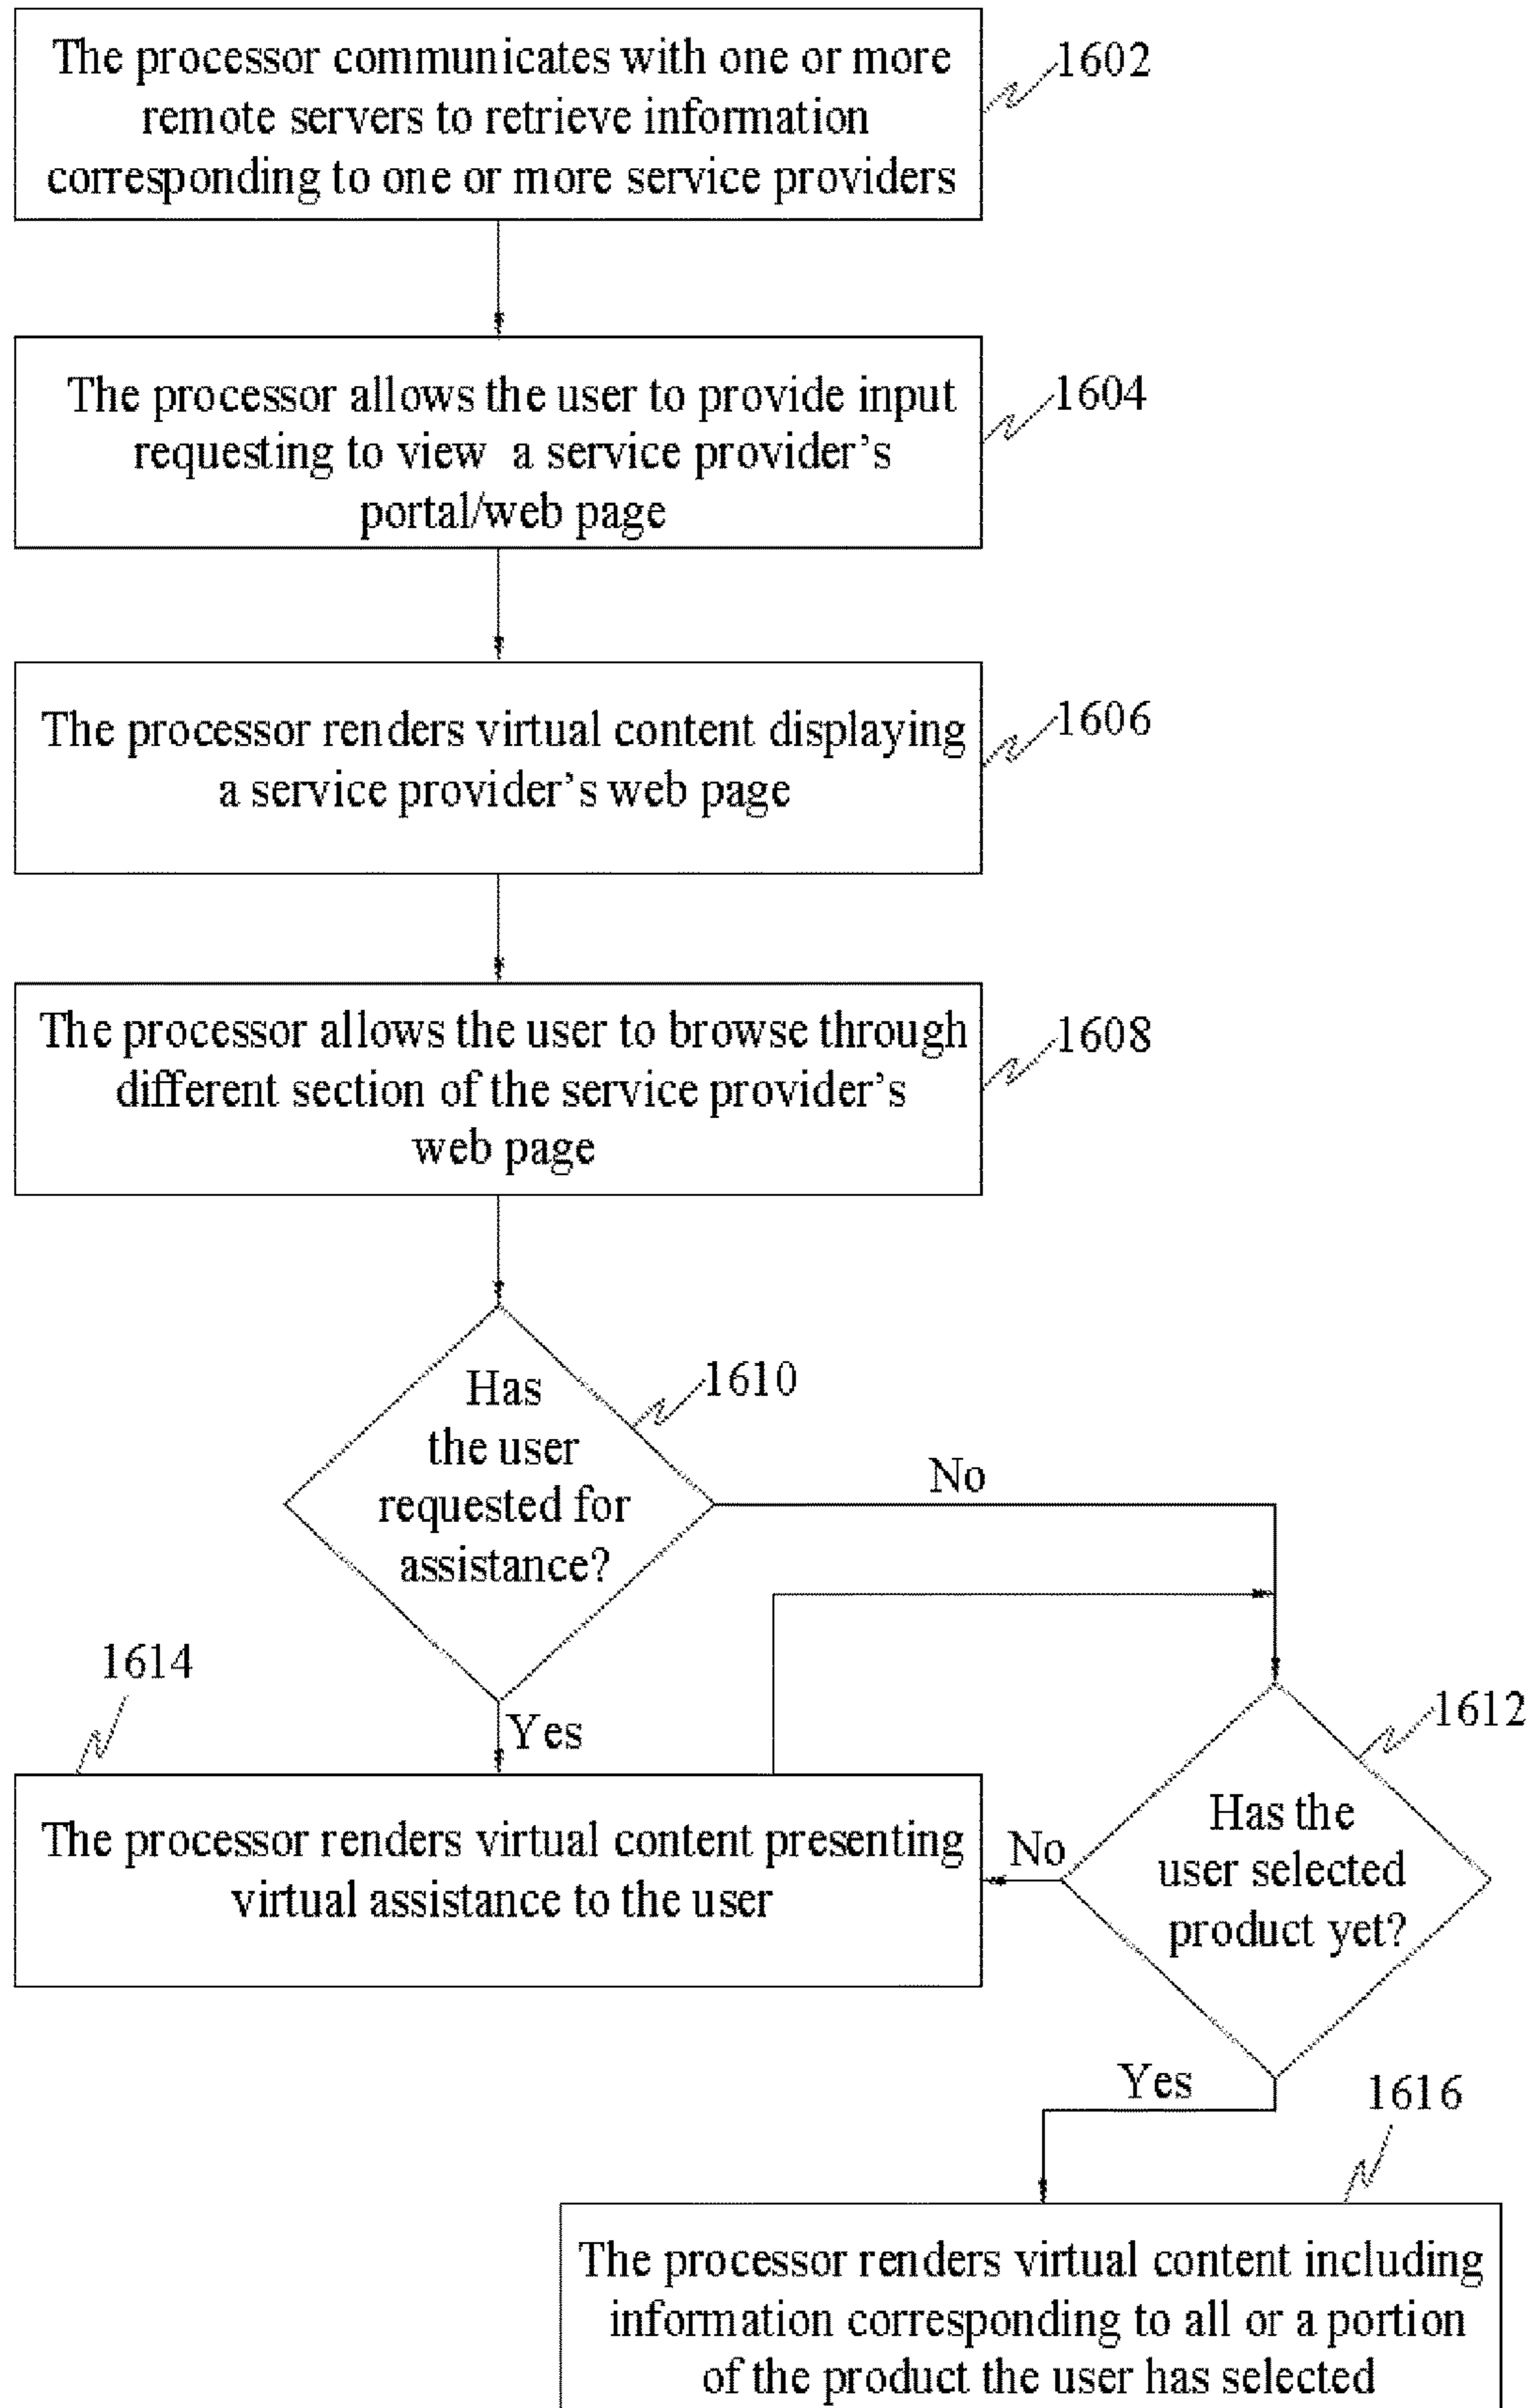 The processor communicates with one or more
remote servers to retrieve information
corresponding to one or more service providers
1602
The processor allows the user to provide input
requesting to view a service provider's
portal/web page
1604
The processor renders virtual content displaying
a service provider's web page
1606
The processor allows the user to browse through
different section of the service provider's
web page
1608
Has
the user
requested for
assistance?
1610
No
Yes
1614
The processor renders virtual content presenting
virtual assistance to the user
1612
Has the
user selected
product yet?
No
Yes
1616
The processor renders virtual content including
information corresponding to all or a portion
of the product the user has selected